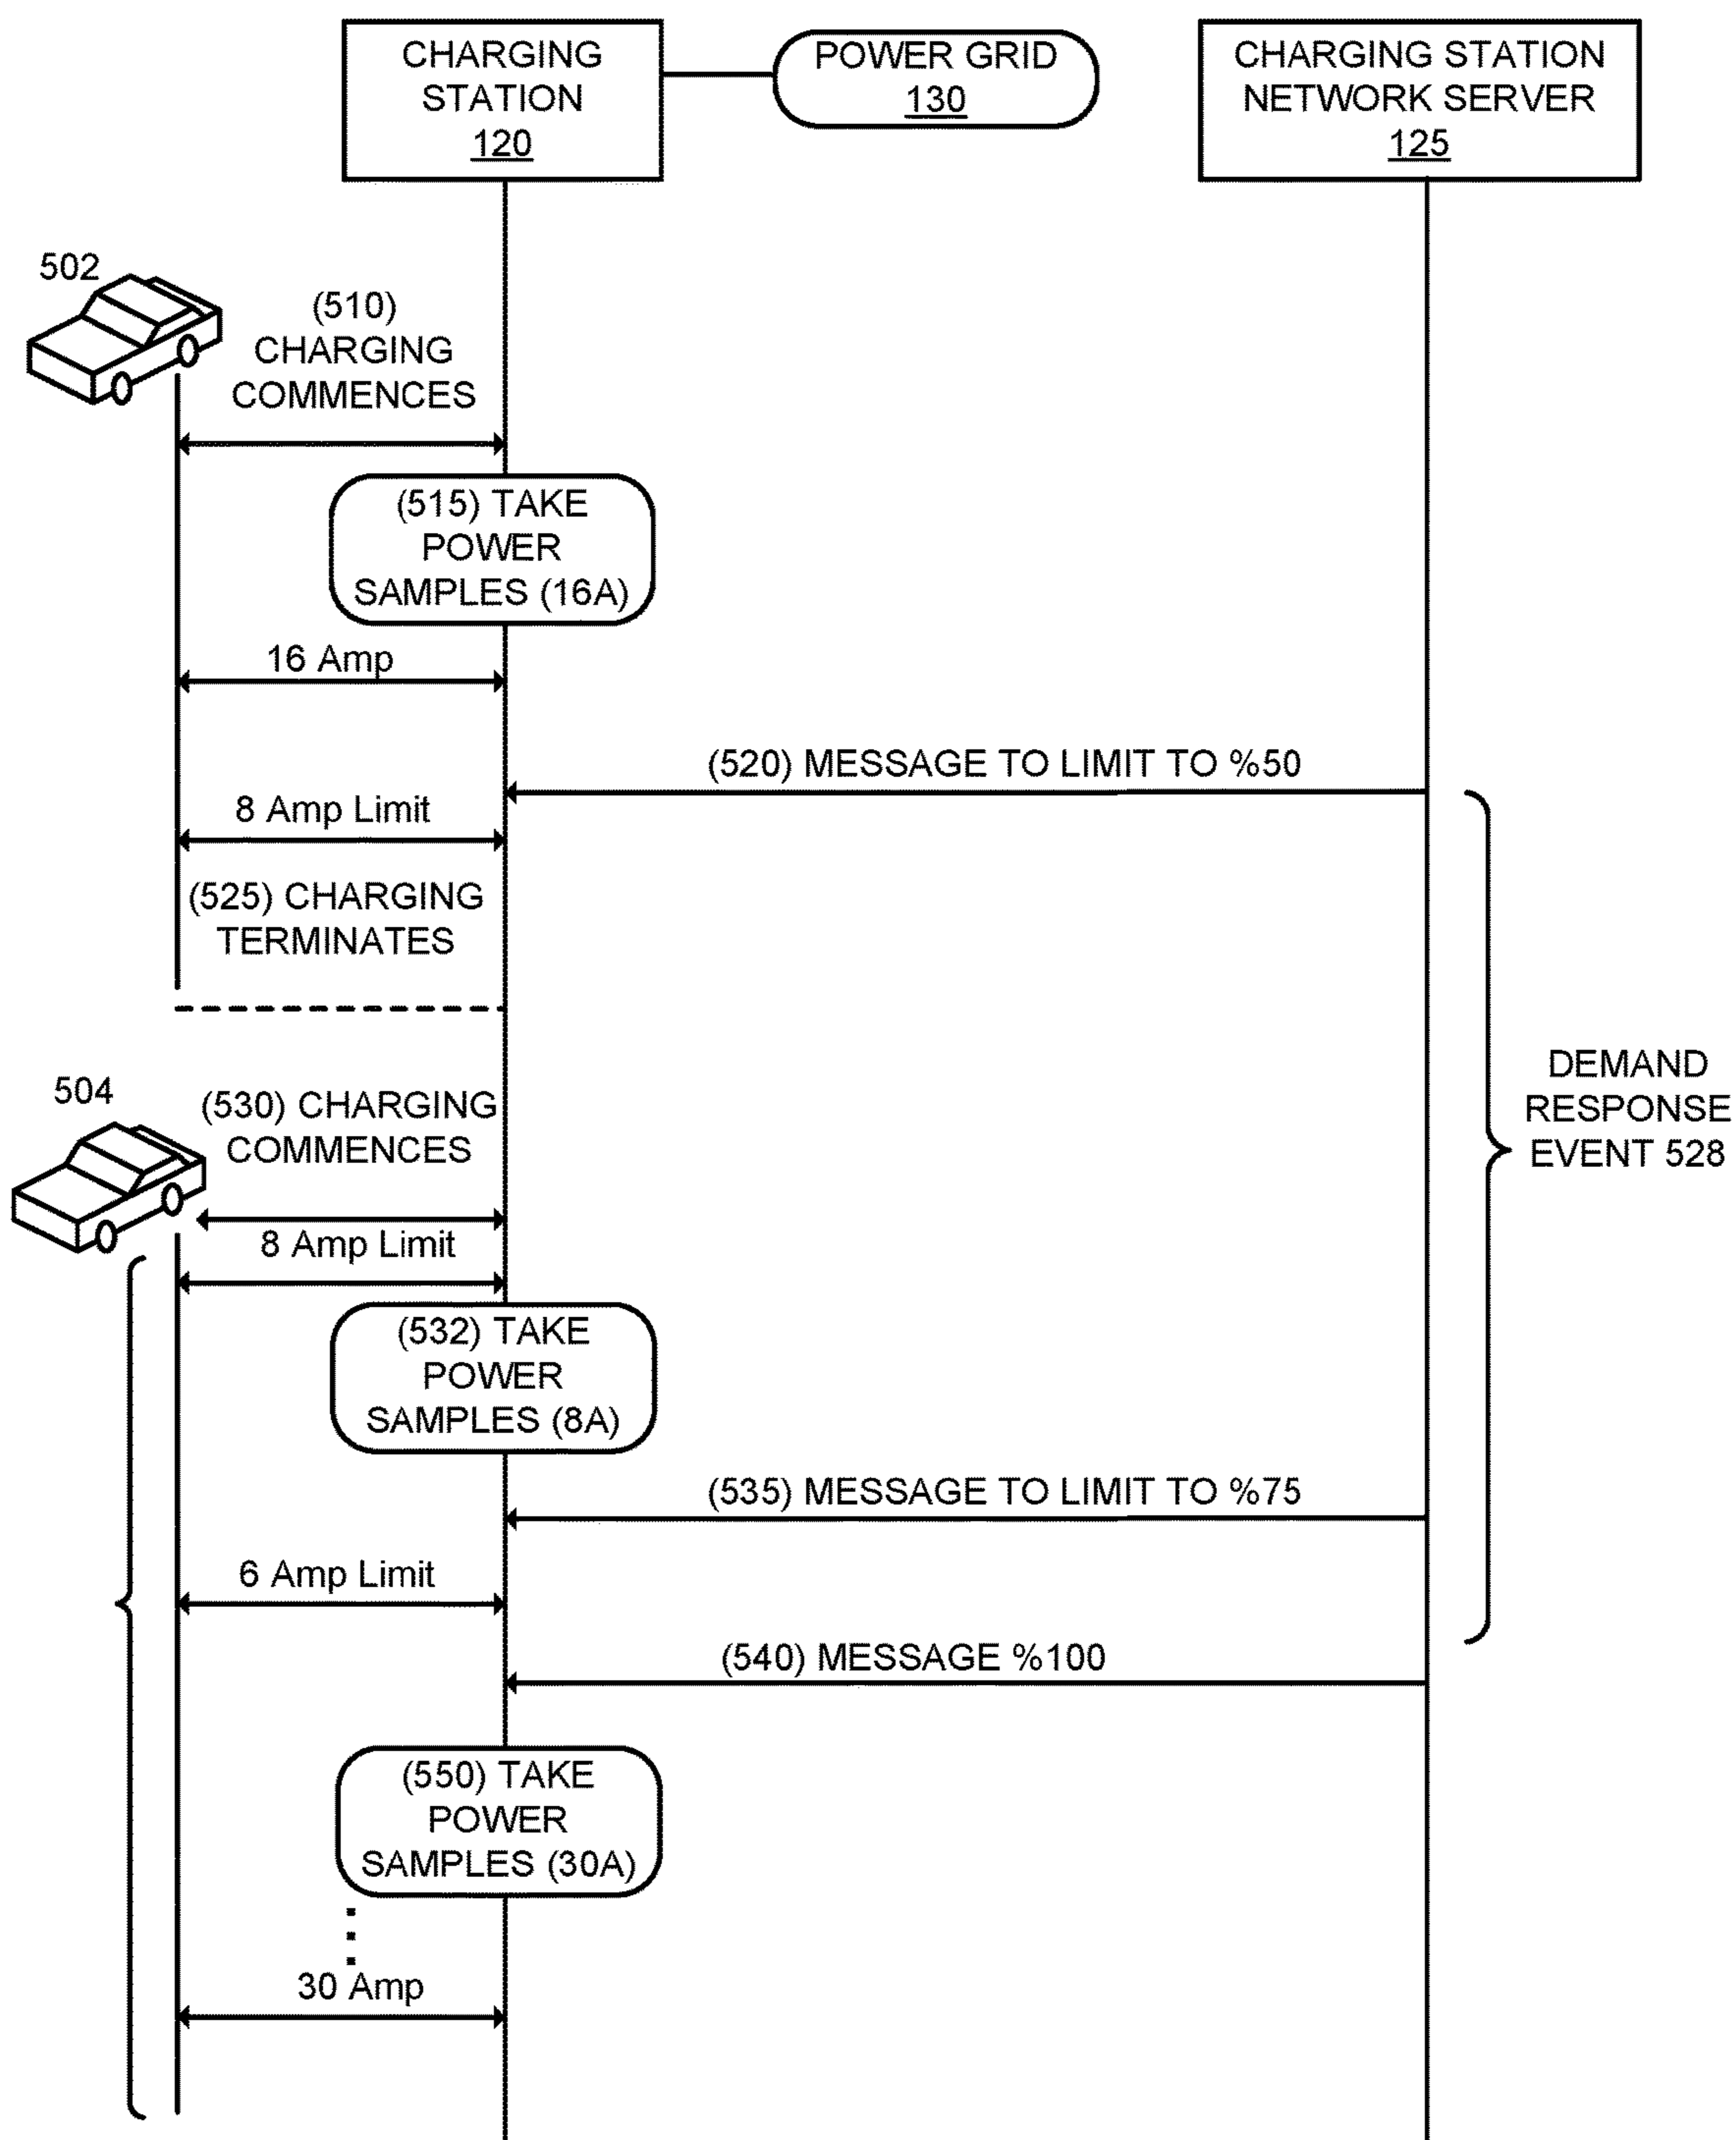 CHARGING
STATION
120
POWER GRID
130
CHARGING STATION
NETWORK SERVER
125
502
(510)
CHARGING
COMMENCES
(515) TAKE
POWER
SAMPLES (16A)
16 Amp
(520) MESSAGE TO LIMIT TO %50
8 Amp Limit
(525) CHARGING
TERMINATES
DEMAND
RESPONSE
EVENT 528
504
(530) CHARGING
COMMENCES
8 Amp Limit
(532) TAKE
POWER
SAMPLES (8A)
(535) MESSAGE TO LIMIT TO %75
6 Amp Limit
(540) MESSAGE %100
(550) TAKE
POWER
SAMPLES (30A)
30 Amp